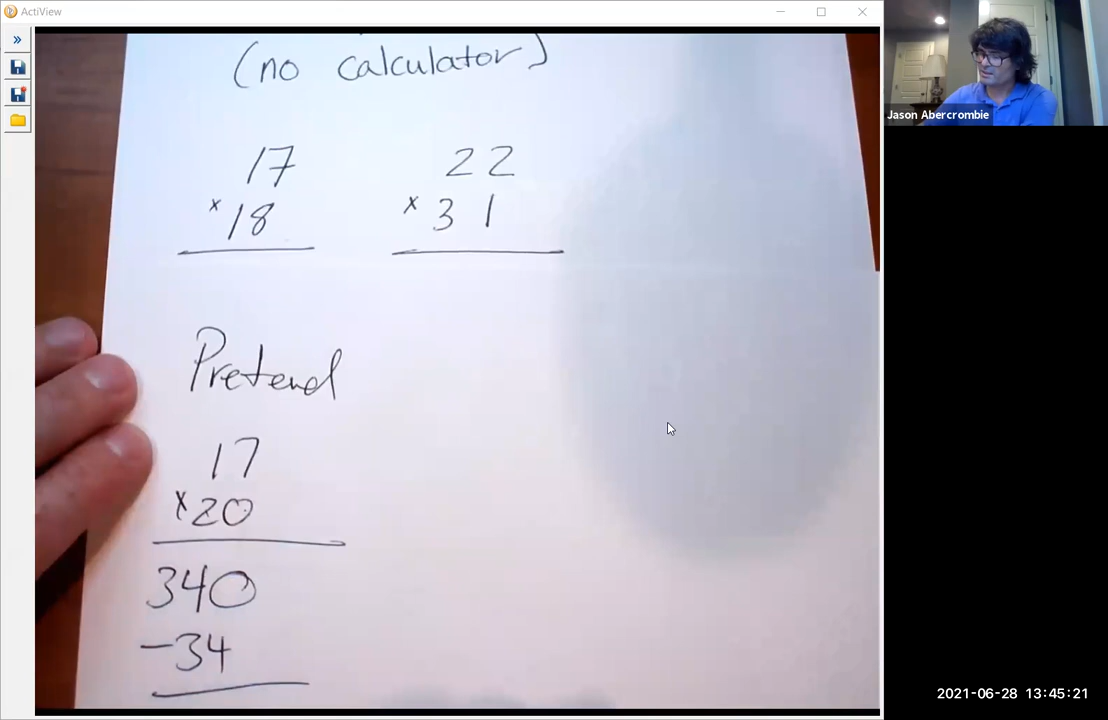 ActiView
(no calculator)
17
×18
22
×31
Pretend
17
×20
340
-34
Jason Abercrombie
2021-06-28 13:45:21